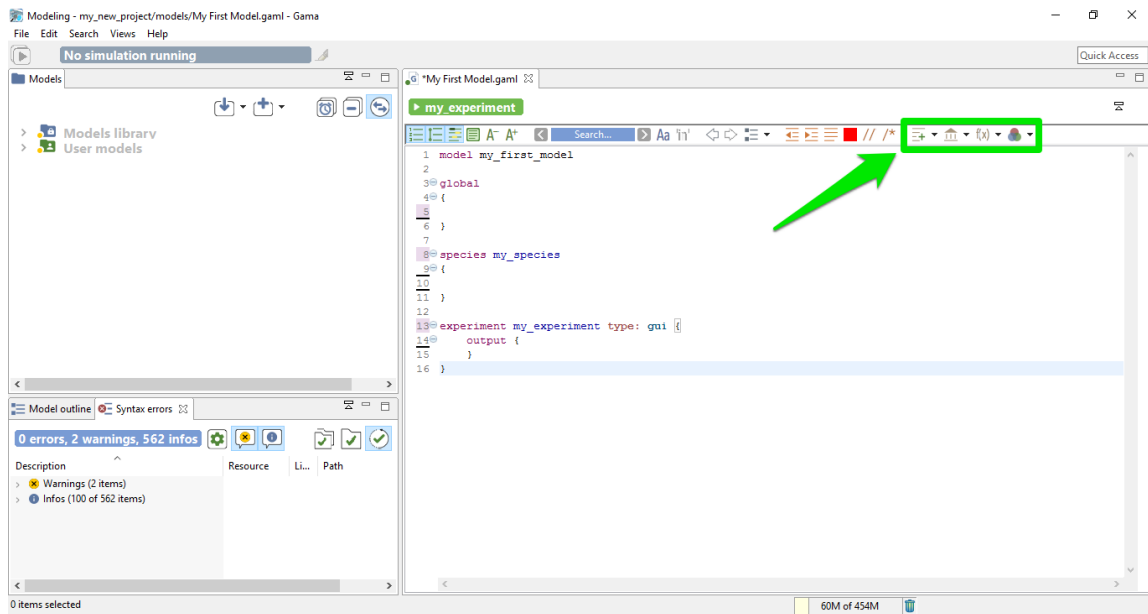 Modeling - my_new_project/models/My First Model.gaml - Gama
File Edit Search Views Help
No simulation running
Quick Access
Models
*My First Model.gaml
my_experiment
Models library
User models
A⁻ A⁺ Search... Aa 'i'i' // /* f(x)
1 model my_first_model
2
3 global
4 {
5
6 }
7
8 species my_species
9 {
10
11 }
12
13 experiment my_experiment type: gui {
14 output {
15 }
16 }
Model outline Syntax errors
0 errors, 2 warnings, 562 infos
Description Resource Li... Path
Warnings (2 items)
Infos (100 of 562 items)
0 items selected
60M of 454M